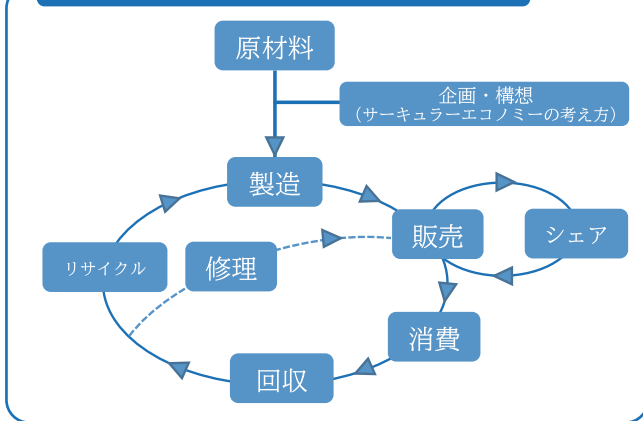 原材料
企画・構想
（サーキュラーエコノミーの考え方）
製造
販売
シェア
リサイクル
修理
消費
回収